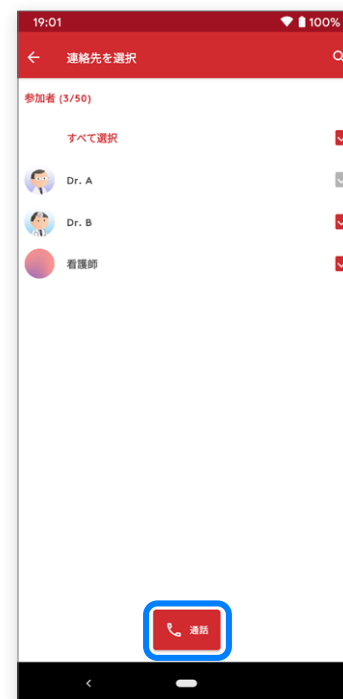 19:01 100%
連絡先を選択
参加者 (3/50)
すべて選択
Dr. A
Dr. B
看護師
通話